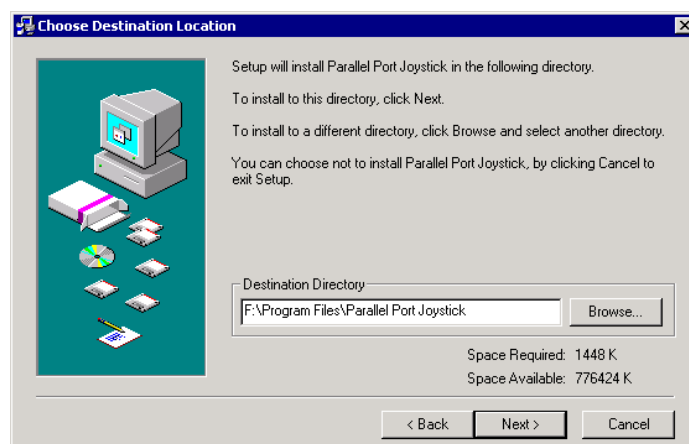 Choose Destination Location
Setup will install Parallel Port Joystick in the following directory.
To install to this directory, click Next.
To install to a different directory, click Browse and select another directory.
You can choose not to install Parallel Port Joystick, by clicking Cancel to
exit Setup.
Destination Directory
F:\Program Files\Parallel Port Joystick
Browse...
Space Required: 1448 K
Space Available: 776424 K
< Back
Next >
Cancel